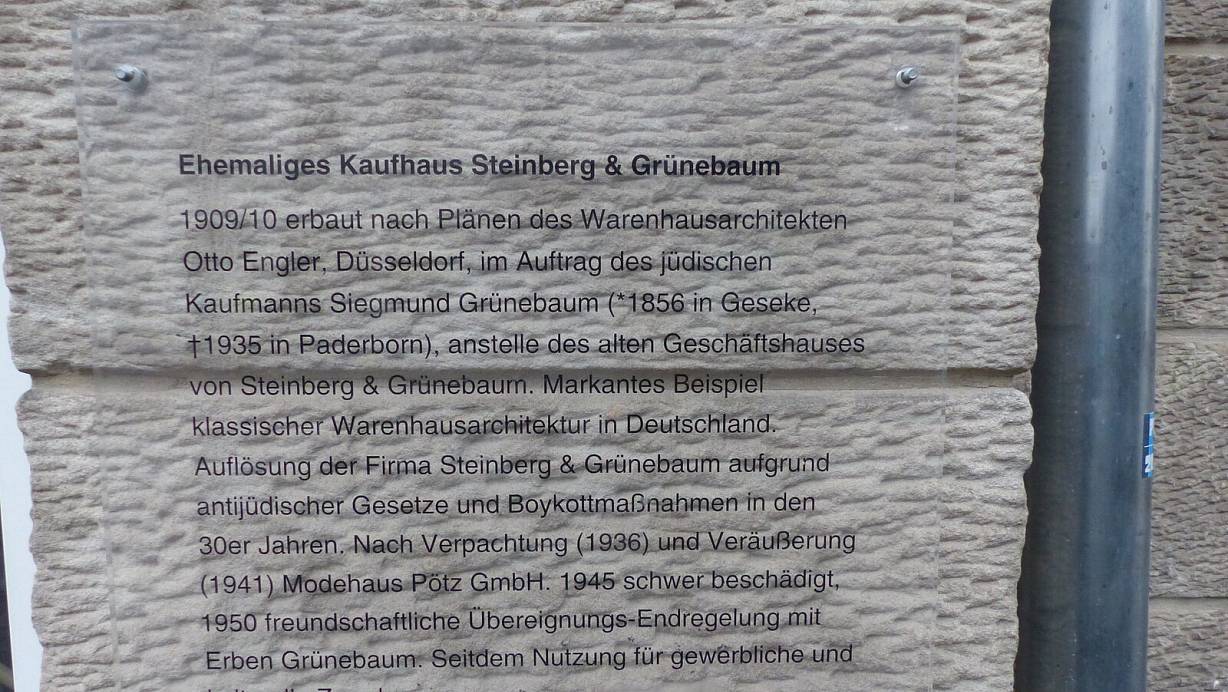 Ehemaliges Kaufhaus Steinberg & Grünebaum
1909/10 erbaut nach Plänen des Warenhausarchitekten
Otto Engler, Düsseldorf, im Auftrag des jüdischen
Kaufmanns Siegmund Grünebaum (*1856 in Geseke,
†1935 in Paderborn), anstelle des alten Geschäftshauses
von Steinberg & Grünebaum. Markantes Beispiel
klassischer Warenhausarchitektur in Deutschland.
Auflösung der Firma Steinberg & Grünebaum aufgrund
antijüdischer Gesetze und Boykottmaßnahmen in den
30er Jahren. Nach Verpachtung (1936) und Veräußerung
(1941) Modehaus Pötz GmbH. 1945 schwer beschädigt,
1950 freundschaftliche Übereignungs-Endregelung mit
Erben Grünebaum. Seitdem Nutzung für gewerbliche und